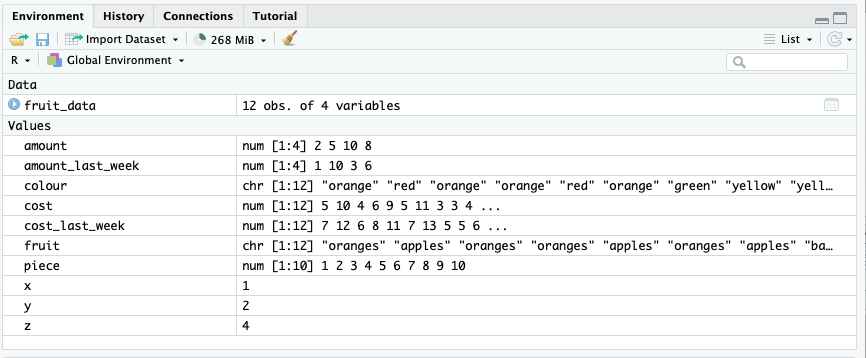 Environment History Connections Tutorial
Import Dataset 268 MiB List
R Global Environment
Data
fruit_data 12 obs. of 4 variables
Values
amount num [1:4] 2 5 10 8
amount_last_week num [1:4] 1 10 3 6
colour chr [1:12] "orange" "red" "orange" "orange" "red" "orange" "green" "yellow" "yell…
cost num [1:12] 5 10 4 6 9 5 11 3 3 4 ...
cost_last_week num [1:12] 7 12 6 8 11 7 13 5 5 6 ...
fruit chr [1:12] "oranges" "apples" "oranges" "oranges" "apples" "oranges" "apples" "ba…
piece num [1:10] 1 2 3 4 5 6 7 8 9 10
x 1
y 2
z 4